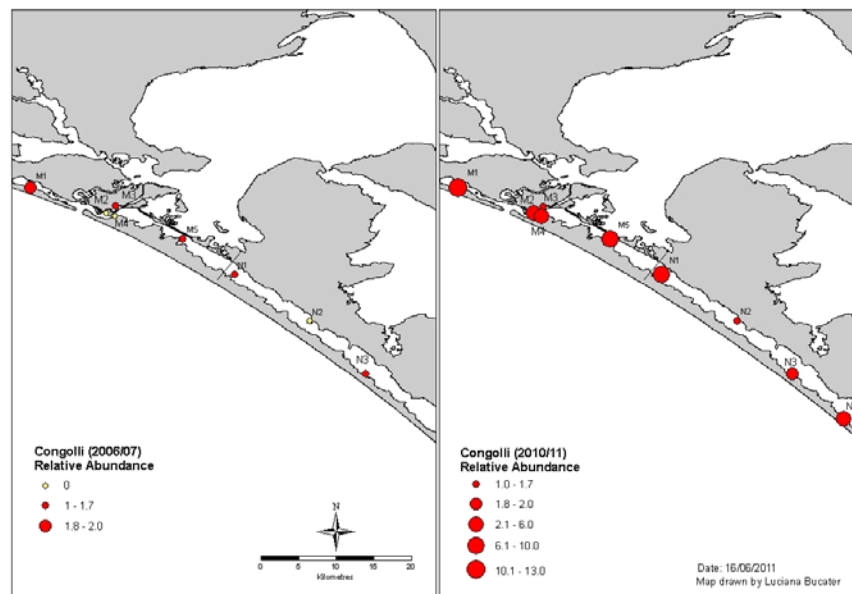 M1
M2
M3
M4
M5
N1
N2
N3
Congolli (2006/07)
Relative Abundance
0
1 - 1.7
1.8 - 2.0
N
0 5 10 15 20
Kilometres
M1
M2
M3
M4
M5
N1
N2
N3
N
Congolli (2010/11)
Relative Abundance
1.0 - 1.7
1.8 - 2.0
2.1 - 6.0
6.1 - 10.0
10.1 - 13.0
Date: 16/06/2011
Map drawn by Luciana Bucater